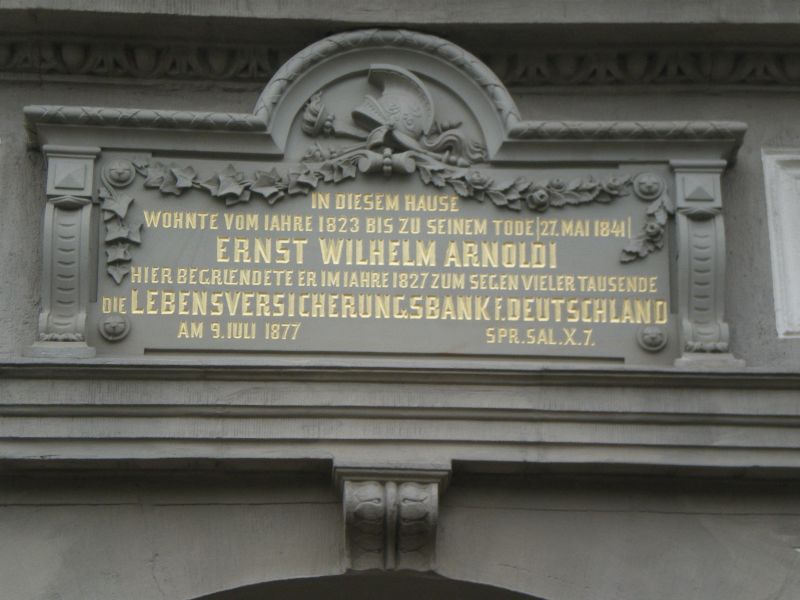 IN DIESEM HAUSE
WOHNTE VOM IAHRE 1823 BIS ZU SEINEM TODE |27. MAI 1841|
ERNST WILHELM ARNOLDI
HIER BEGRIENDETE ER IM IAHRE 1827 ZUM SEGEN VIELER TAUSENDE
DIE LEBENSVERSICHERUNGSBANK F. DEUTSCHLAND
AM 9. IULI 1877 SPR. SAL. X. 7.